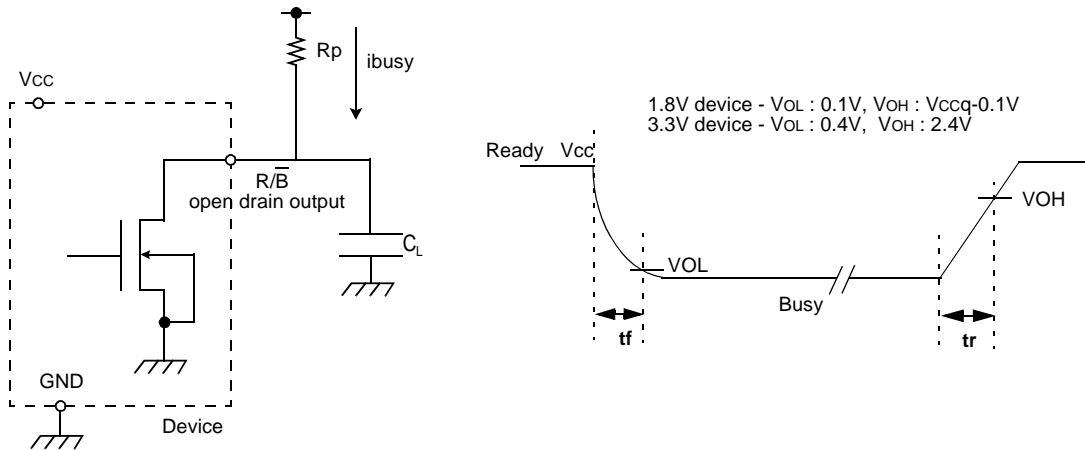 Rp
ibusy
VCC
R/B̅
open drain output
CL
GND
Device
1.8V device - VOL : 0.1V, VOH : VCCq-0.1V
3.3V device - VOL : 0.4V, VOH : 2.4V
Ready Vcc
VOH
VOL
Busy
tf
tr